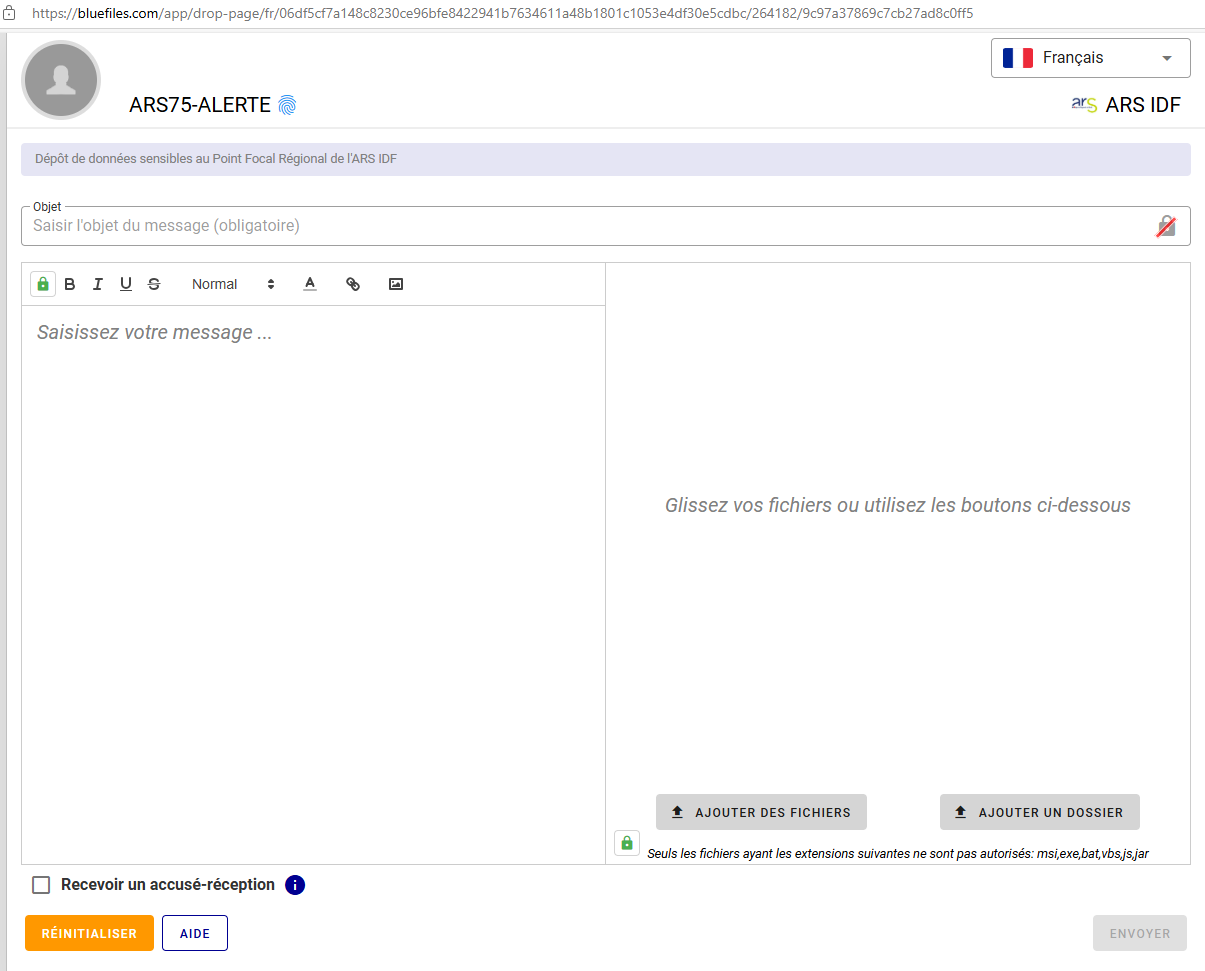 https://bluefiles.com/app/drop-page/fr/06df5cf7a148c8230ce96bfe8422941b7634611a48b1801c1053e4df30e5cdbc/264182/9c97a37869c7cb27ad8c0ff5
Français
ARS75-ALERTE
ars ARS IDF
Dépôt de données sensibles au Point Focal Régional de l'ARS IDF
Objet
Saisir l'objet du message (obligatoire)
B I U S Normal A
Saisissez votre message ...
Glissez vos fichiers ou utilisez les boutons ci-dessous
AJOUTER DES FICHIERS
AJOUTER UN DOSSIER
Seuls les fichiers ayant les extensions suivantes ne sont pas autorisés: msi,exe,bat,vbs,js,jar
Recevoir un accusé-réception i
RÉINITIALISER
AIDE
ENVOYER